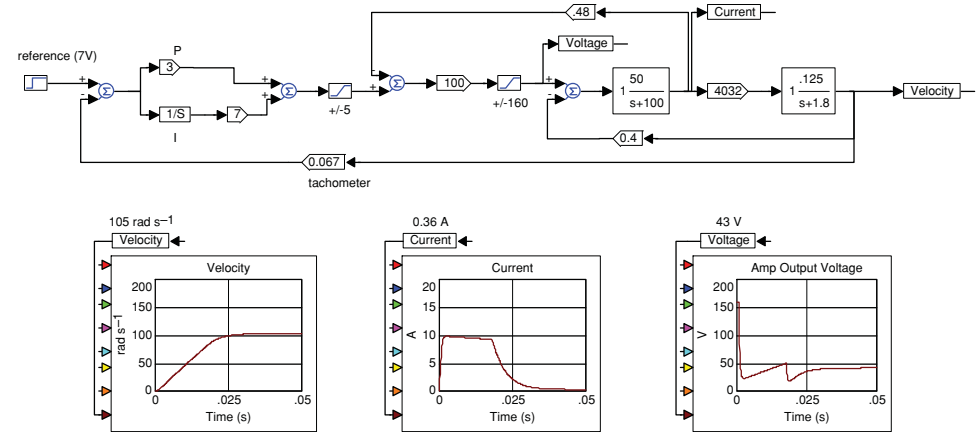 .48
Current
reference (7V)
P
Voltage
+
-
3
+
+
Σ
1/S
7
I
Σ
+/-5
-
+
Σ
100
+/-160
+
-
Σ
1
50
s+100
4032
1
.125
s+1.8
Velocity
0.4
0.067
tachometer
105 rad s–1
Velocity
0.36 A
Current
43 V
Voltage
Velocity
rad s–1
200
150
100
50
0
0
.025
.05
Time (s)
Current
A
20
15
10
5
0
0
.025
.05
Time (s)
Amp Output Voltage
V
200
150
100
50
0
0
.025
.05
Time (s)